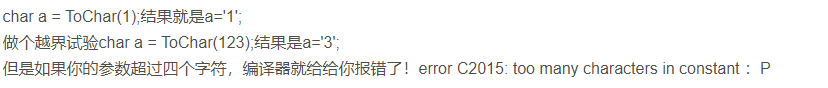 char a = ToChar(1);结果就是a='1';
做个越界试验char a = ToChar(123);结果是a='3';
但是如果你的参数超过四个字符，编译器就给给你报错了！error C2015: too many characters in constant ：P